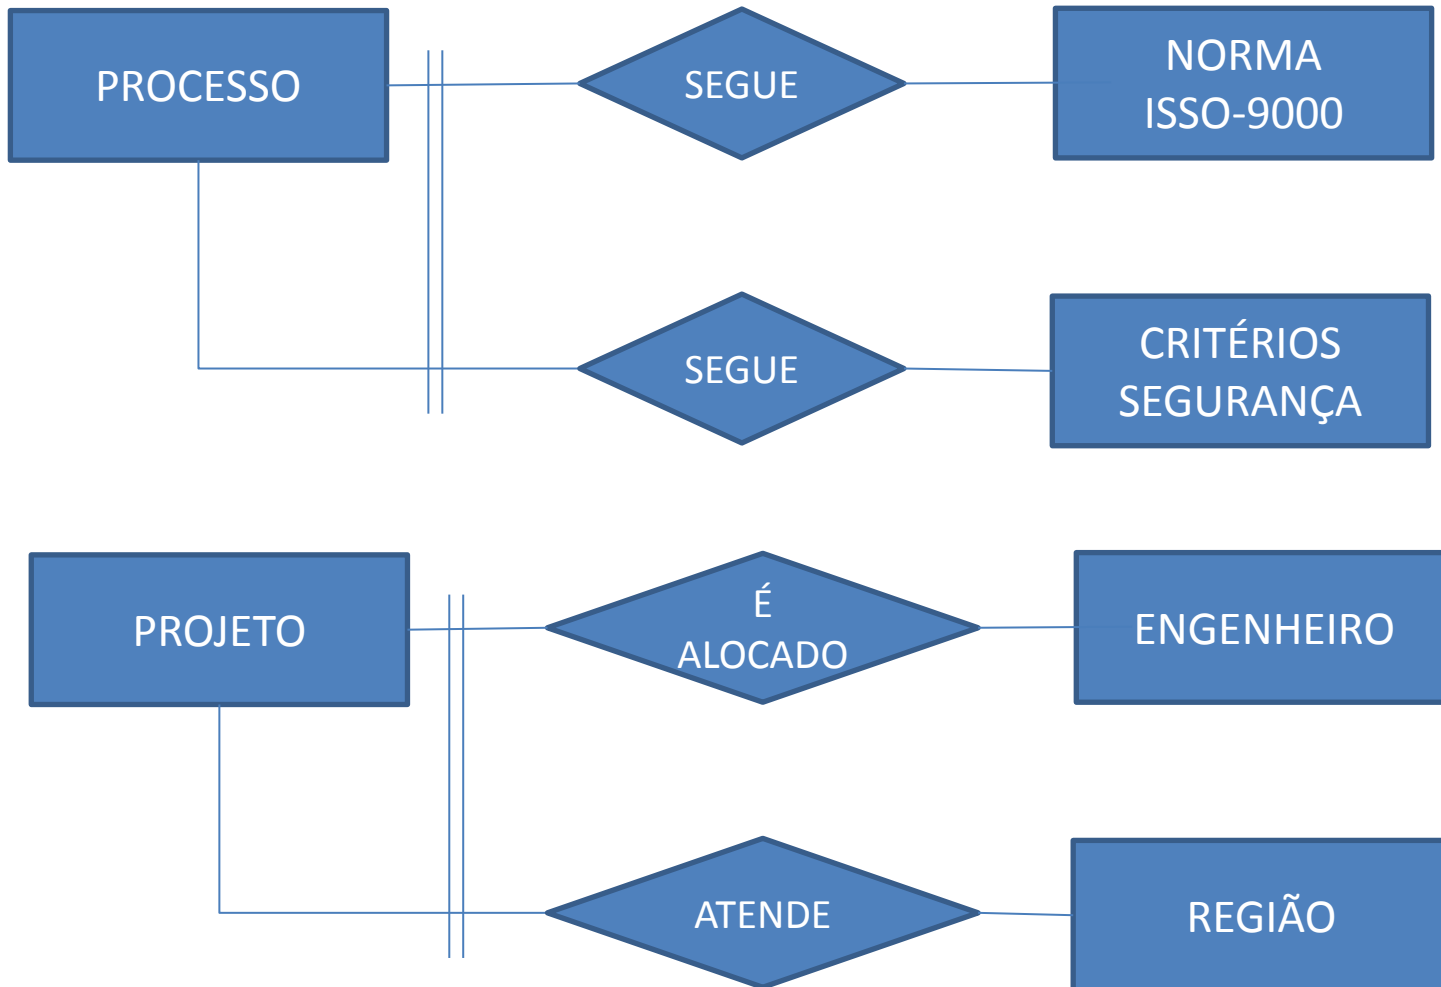 PROCESSO
SEGUE
NORMA
ISSO-9000
SEGUE
CRITÉRIOS
SEGURANÇA
PROJETO
É
ALOCADO
ENGENHEIRO
ATENDE
REGIÃO